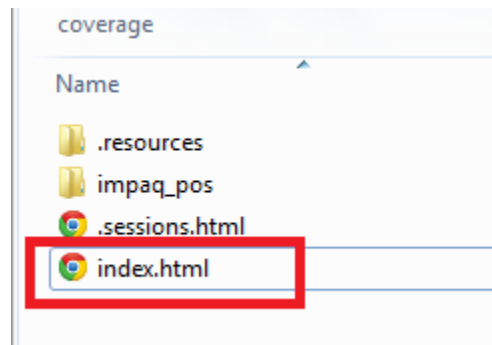 coverage
Name
.resources
impaq_pos
.sessions.html
index.html